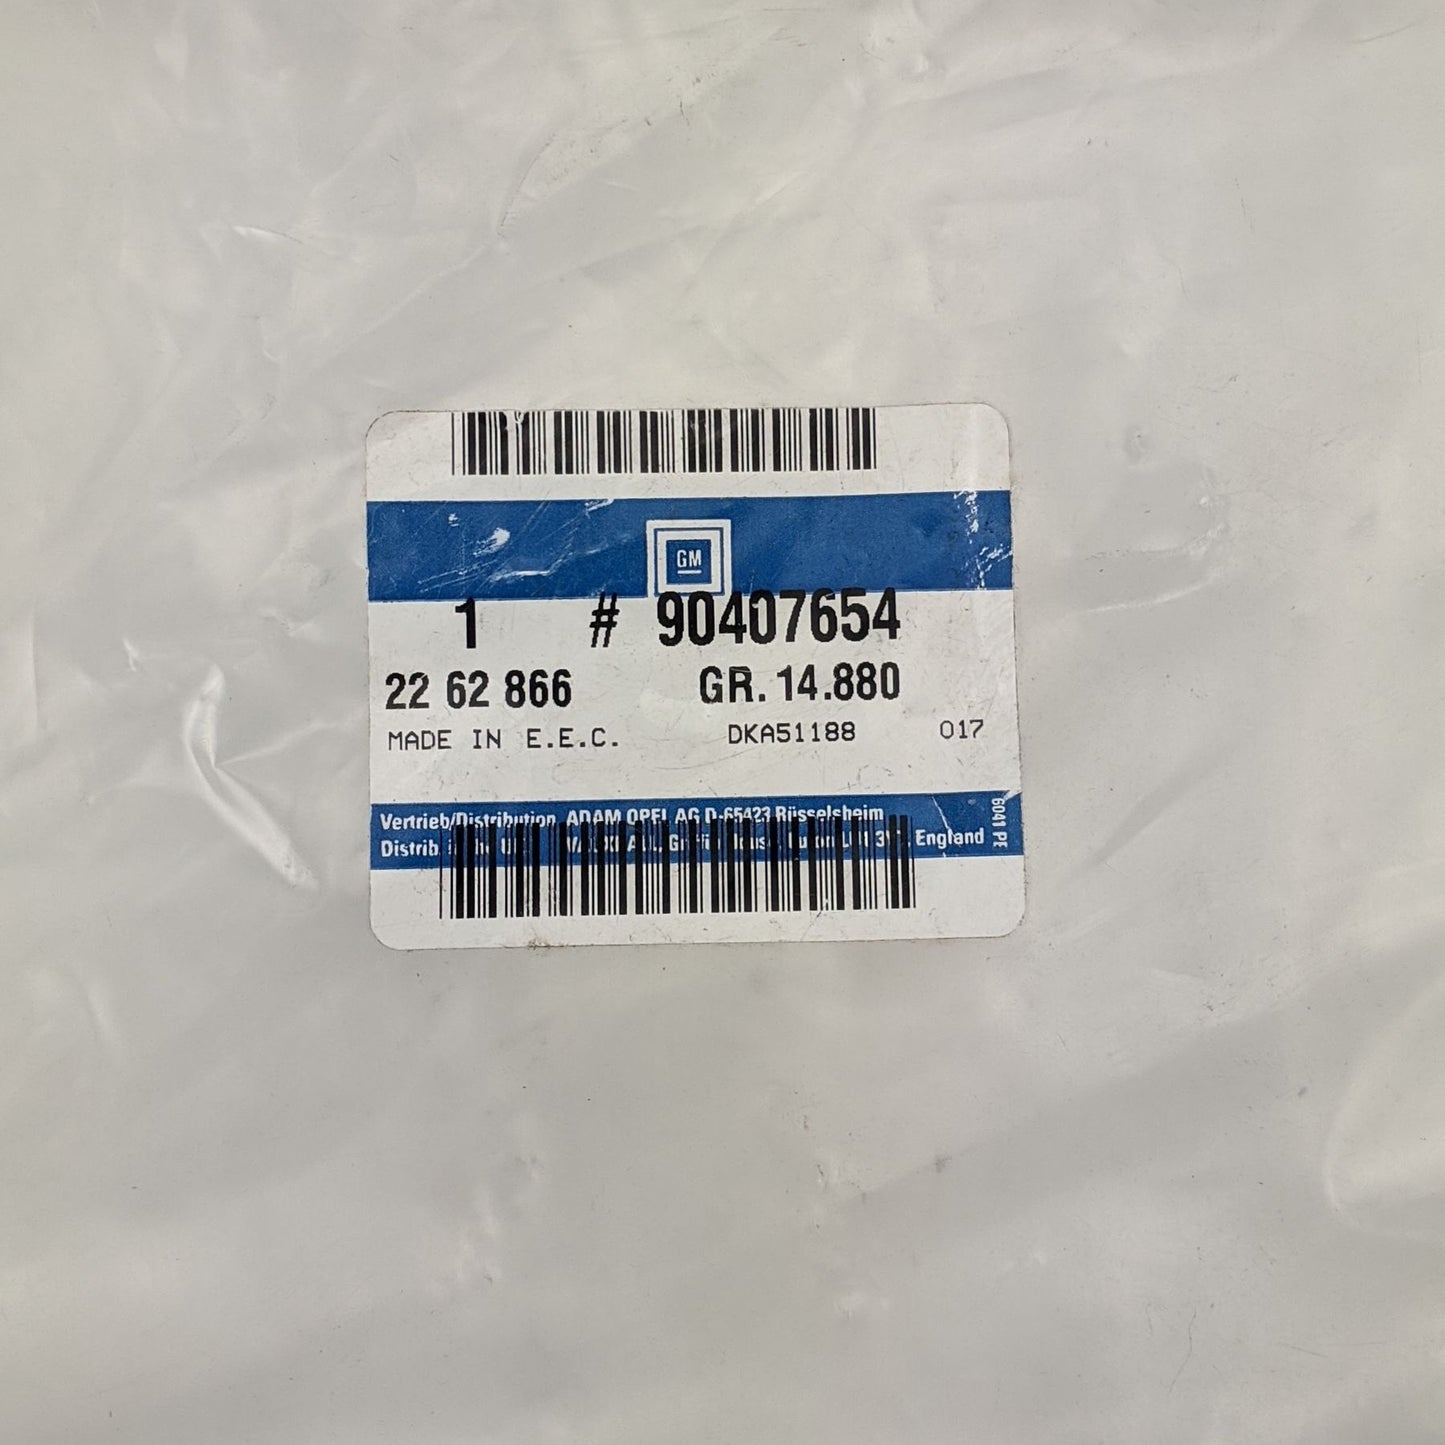 GM
1 # 90407654
22 62 866 GR. 14.880
MADE IN E.E.C. DKA51188 017
Vertrieb/Distribution ADAM OPEL AG D-65423 Rüsselsheim
Distrib. England
6041 PE